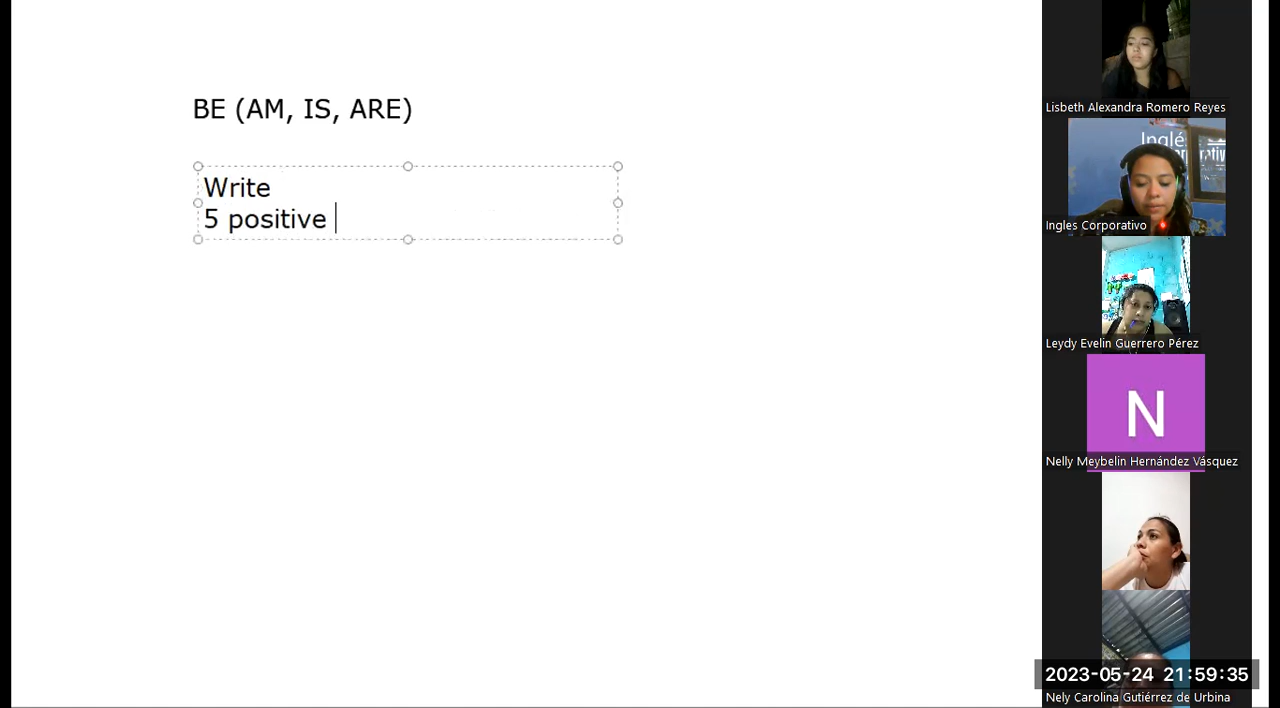 BE (AM, IS, ARE)
Write
5 positive
Lisbeth Alexandra Romero Reyes
Inglés
Ingles Corporativo
Leydy Evelin Guerrero Pérez
N
Nelly Meybelin Hernández Vásquez
2023-05-24 21:59:35
Nely Carolina Gutiérrez de Urbina